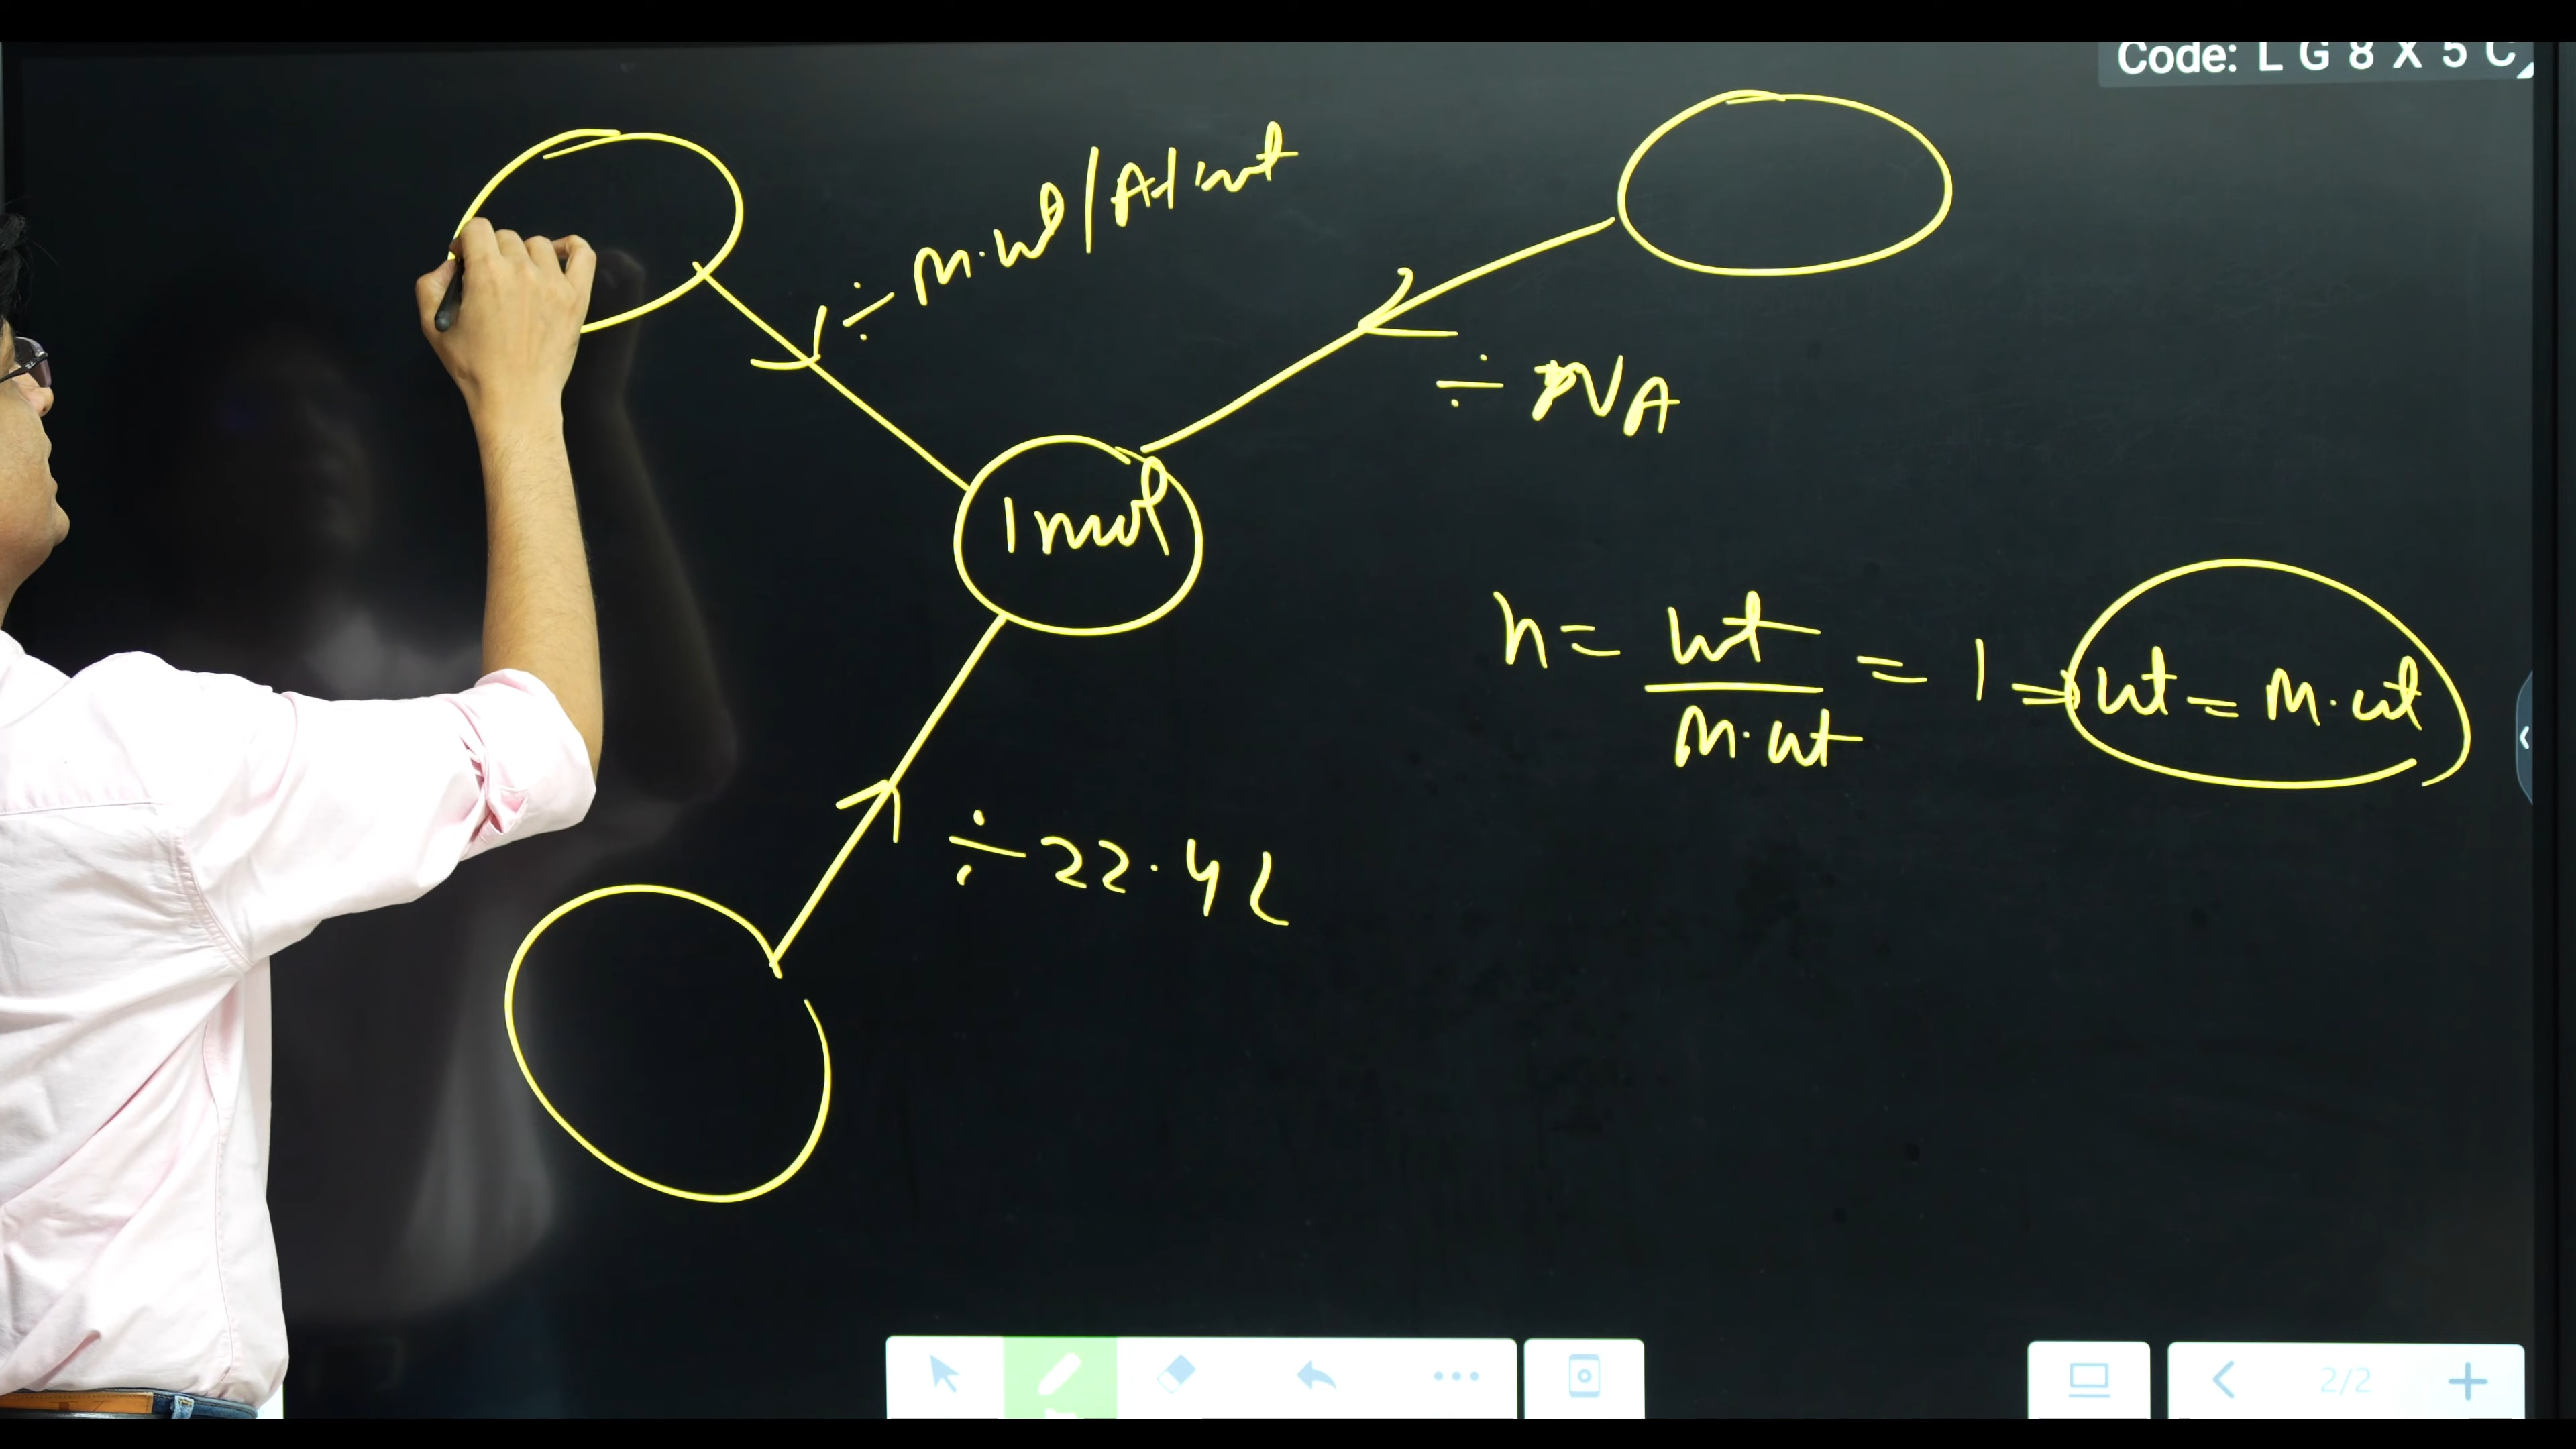 Code: L G 8 X 5 C
÷ M.wt/At wt
÷ NA
1 mol
n = wt / M.wt = 1 ⇒ wt = M.wt
÷ 22.4 L
2/2